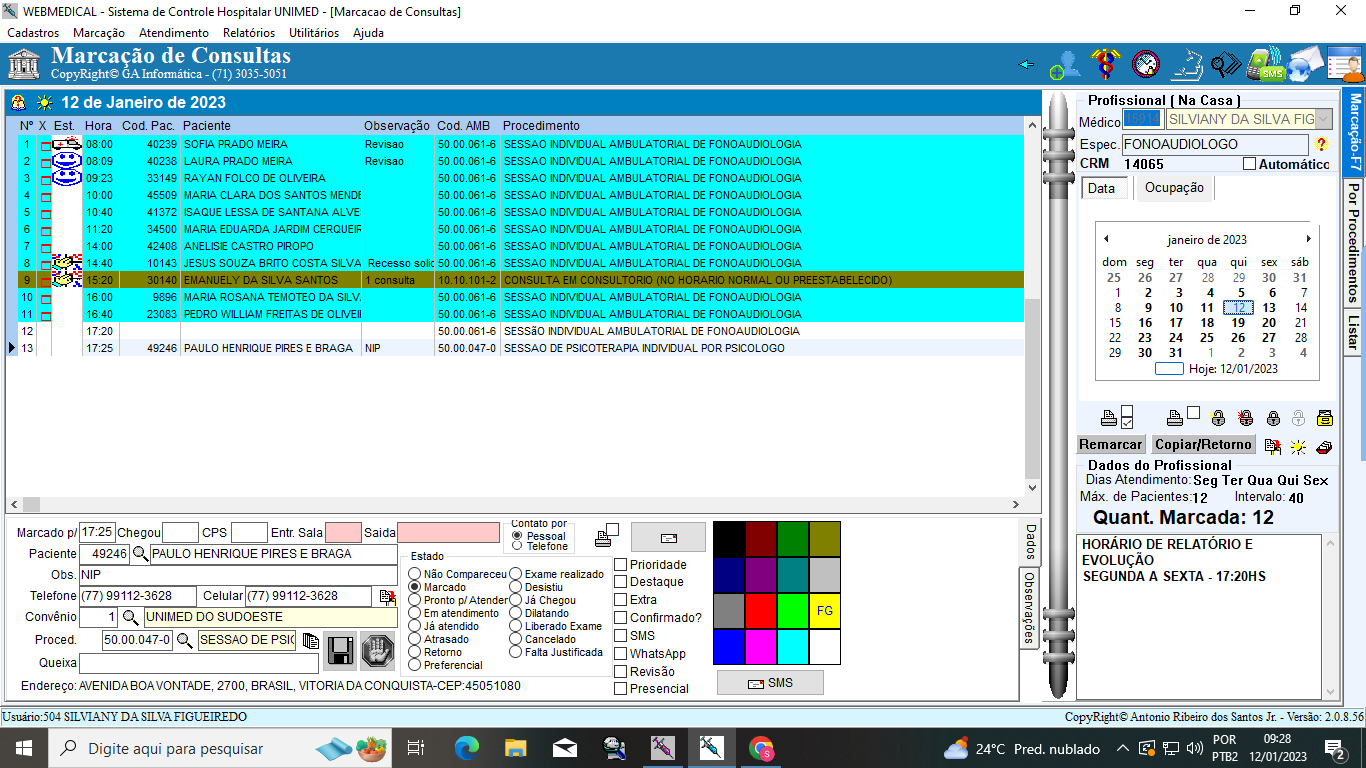 WEBMEDICAL - Sistema de Controle Hospitalar UNIMED - [Marcacao de Consultas]
Cadastros Marcação Atendimento Relatórios Utilitários Ajuda
Marcação de Consultas
CopyRight© GA Informática - (71) 3035-5051
SMS
12 de Janeiro de 2023
Nº X Est. Hora Cod. Pac. Paciente Observação Cod. AMB Procedimento
1 08:00 40239 SOFIA PRADO MEIRA Revisao 50.00.061-6 SESSAO INDIVIDUAL AMBULATORIAL DE FONOAUDIOLOGIA
2 08:09 40238 LAURA PRADO MEIRA Revisao 50.00.061-6 SESSAO INDIVIDUAL AMBULATORIAL DE FONOAUDIOLOGIA
3 09:23 33149 RAYAN FOLCO DE OLIVEIRA 50.00.061-6 SESSAO INDIVIDUAL AMBULATORIAL DE FONOAUDIOLOGIA
4 10:00 45509 MARIA CLARA DOS SANTOS MENDE 50.00.061-6 SESSAO INDIVIDUAL AMBULATORIAL DE FONOAUDIOLOGIA
5 10:40 41372 ISAQUE LESSA DE SANTANA ALVE 50.00.061-6 SESSAO INDIVIDUAL AMBULATORIAL DE FONOAUDIOLOGIA
6 11:20 34500 MARIA EDUARDA JARDIM CERQUEIR 50.00.061-6 SESSAO INDIVIDUAL AMBULATORIAL DE FONOAUDIOLOGIA
7 14:00 42408 ANELISIE CASTRO PIROPO 50.00.061-6 SESSAO INDIVIDUAL AMBULATORIAL DE FONOAUDIOLOGIA
8 14:40 10143 JESUS SOUZA BRITO COSTA SILVA Recesso solic 50.00.061-6 SESSAO INDIVIDUAL AMBULATORIAL DE FONOAUDIOLOGIA
9 15:20 30140 EMANUELY DA SILVA SANTOS 1 consulta 10.10.101-2 CONSULTA EM CONSULTORIO (NO HORARIO NORMAL OU PREESTABELECIDO)
10 16:00 9896 MARIA ROSANA TEMOTEO DA SILV. 50.00.061-6 SESSAO INDIVIDUAL AMBULATORIAL DE FONOAUDIOLOGIA
11 16:40 23083 PEDRO WILLIAM FREITAS DE OLIVEI 50.00.061-6 SESSAO INDIVIDUAL AMBULATORIAL DE FONOAUDIOLOGIA
12 17:20 50.00.061-6 SESSãO INDIVIDUAL AMBULATORIAL DE FONOAUDIOLOGIA
13 17:25 49246 PAULO HENRIQUE PIRES E BRAGA NIP 50.00.047-0 SESSAO DE PSICOTERAPIA INDIVIDUAL POR PSICOLOGO
Profissional ( Na Casa )
Médico 15914 SILVIANY DA SILVA FIG
Espec. FONOAUDIOLOGO
CRM 14065 Automático
Data Ocupação
janeiro de 2023
dom seg ter qua qui sex sáb
25 26 27 28 29 30 31
1 2 3 4 5 6 7
8 9 10 11 12 13 14
15 16 17 18 19 20 21
22 23 24 25 26 27 28
29 30 31 1 2 3 4
Hoje: 12/01/2023
Remarcar Copiar/Retorno
Dados do Profissional
Dias Atendimento: Seg Ter Qua Qui Sex
Máx. de Pacientes: 12 Intervalo: 40
Quant. Marcada: 12
HORÁRIO DE RELATÓRIO E
EVOLUÇÃO
SEGUNDA A SEXTA - 17:20HS
Marcação-F7
Por Procedimentos
Listar
Marcado p/ 17:25 Chegou CPS Entr. Sala Saida
Paciente 49246 PAULO HENRIQUE PIRES E BRAGA
Obs. NIP
Telefone (77) 99112-3628 Celular (77) 99112-3628
Convênio 1 UNIMED DO SUDOESTE
Proced. 50.00.047-0 SESSAO DE PSIC
Queixa
Endereço: AVENIDA BOA VONTADE, 2700, BRASIL, VITORIA DA CONQUISTA-CEP:45051080
Contato por
Pessoal
Telefone
Estado
Não Compareceu Exame realizado
Marcado Desistiu
Pronto p/ Atender Já Chegou
Em atendimento Dilatando
Já atendido Liberado Exame
Atrasado Cancelado
Retorno Falta Justificada
Preferencial
Prioridade
Destaque
Extra
Confirmado?
SMS
WhatsApp
Revisão
Presencial
FG
SMS
Dados
Observações
Usuário:504 SILVIANY DA SILVA FIGUEIREDO CopyRight© Antonio Ribeiro dos Santos Jr. - Versão: 2.0.8.56
Digite aqui para pesquisar
S
24°C Pred. nublado
POR
PTB2
09:28
12/01/2023
2